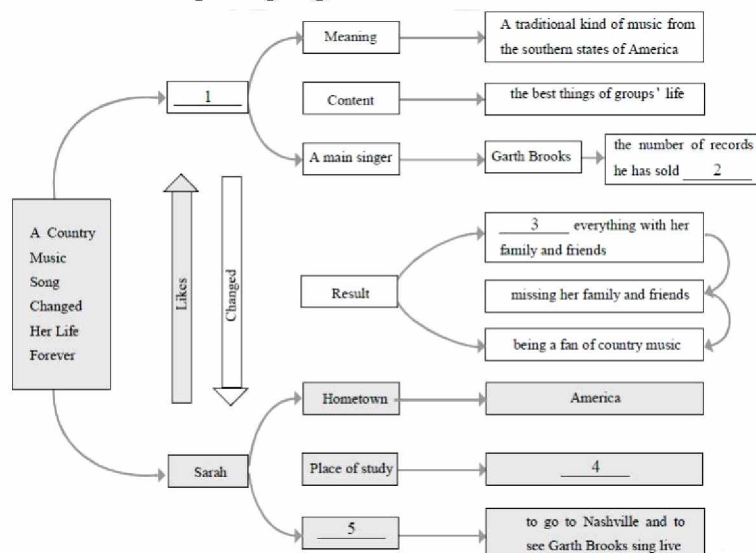 Meaning
A traditional kind of music from
the southern states of America
1
Content
the best things of groups' life
A main singer
Garth Brooks
the number of records
he has sold 2
A Country
Music
Song
Changed
Her Life
Forever
Likes
Changed
Result
3 everything with her
family and friends
missing her family and friends
being a fan of country music
Hometown
America
Sarah
Place of study
4
5
to go to Nashville and to
see Garth Brooks sing live